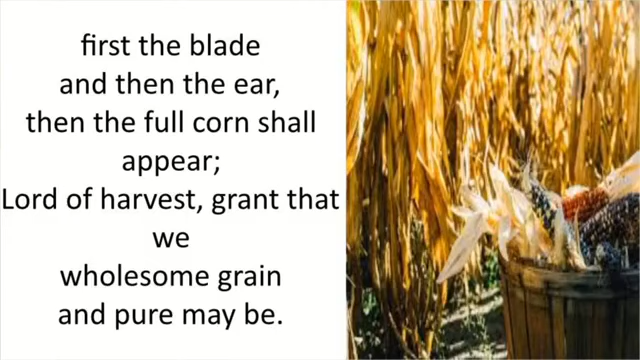 first the blade
and then the ear,
then the full corn shall
appear;
Lord of harvest, grant that
we
wholesome grain
and pure may be.